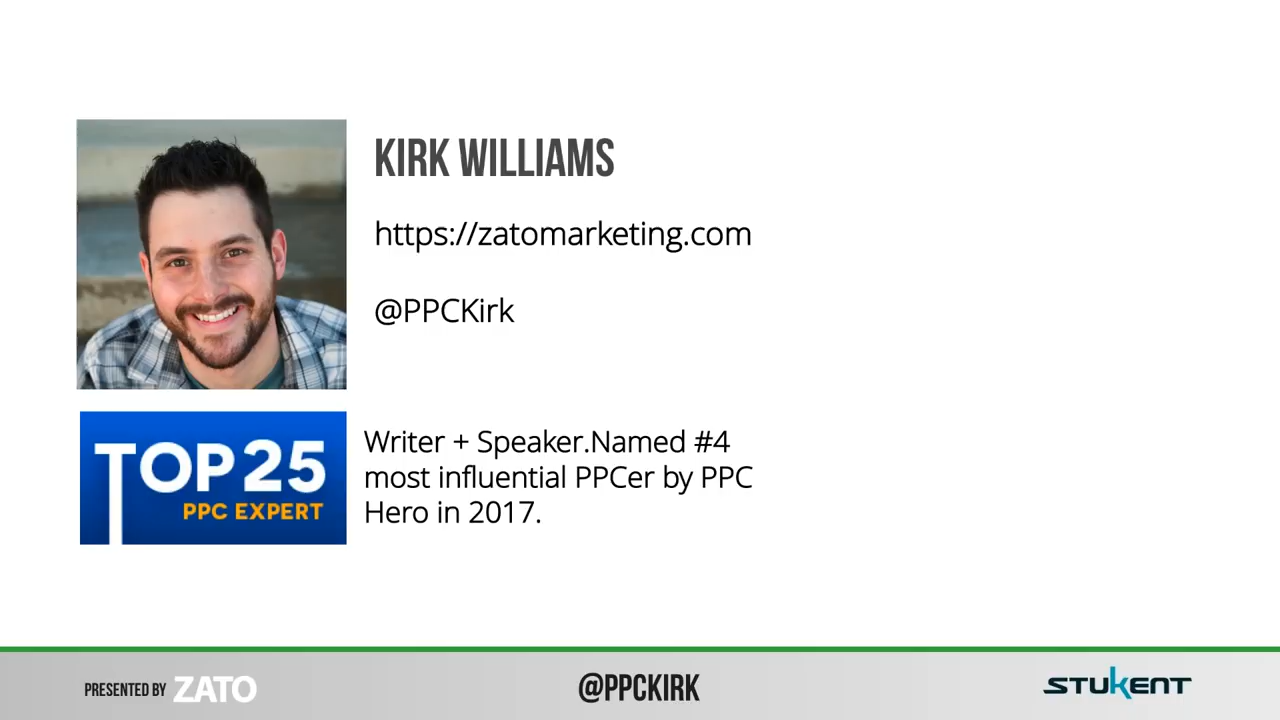 KIRK WILLIAMS
https://zatomarketing.com
@PPCKirk
TOP 25
PPC EXPERT
Writer + Speaker.Named #4
most influential PPCer by PPC
Hero in 2017.
PRESENTED BY ZATO
@PPCKIRK
STUKENT